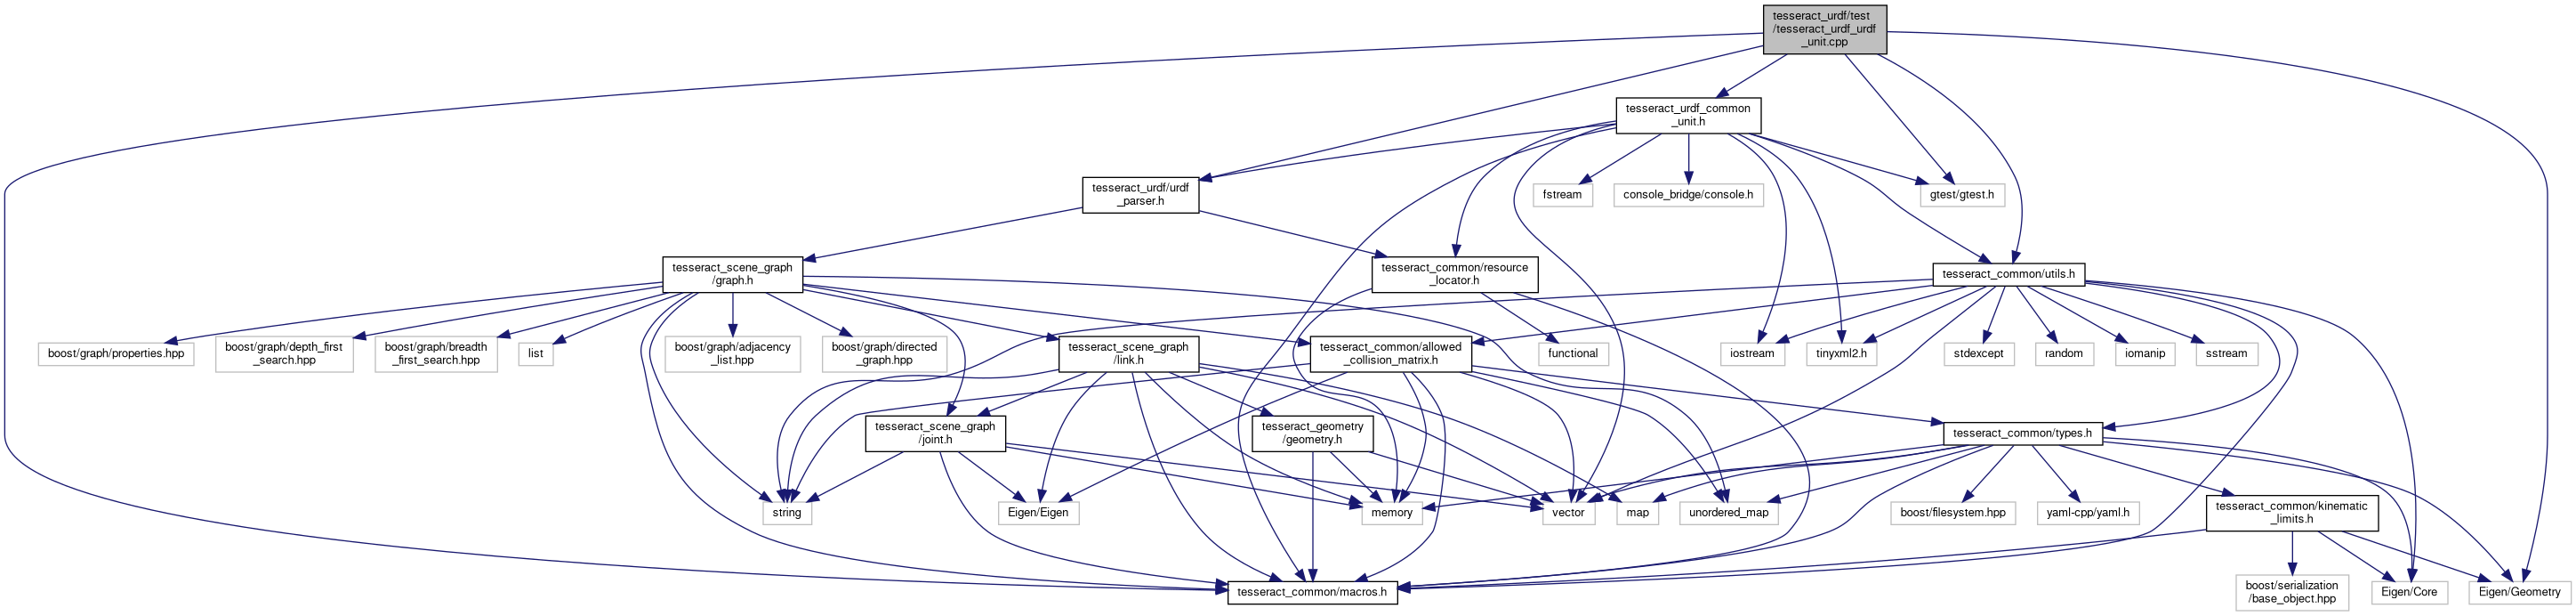 tesseract_urdf/test
/tesseract_urdf_urdf
_unit.cpp
tesseract_urdf_common
_unit.h
tesseract_urdf/urdf
_parser.h
fstream
console_bridge/console.h
gtest/gtest.h
tesseract_scene_graph
/graph.h
tesseract_common/resource
_locator.h
tesseract_common/utils.h
boost/graph/properties.hpp
boost/graph/depth_first
_search.hpp
boost/graph/breadth
_first_search.hpp
list
boost/graph/adjacency
_list.hpp
boost/graph/directed
_graph.hpp
tesseract_scene_graph
/link.h
tesseract_common/allowed
_collision_matrix.h
functional
iostream
tinyxml2.h
stdexcept
random
iomanip
sstream
tesseract_scene_graph
/joint.h
tesseract_geometry
/geometry.h
tesseract_common/types.h
string
Eigen/Eigen
memory
vector
map
unordered_map
boost/filesystem.hpp
yaml-cpp/yaml.h
tesseract_common/kinematic
_limits.h
tesseract_common/macros.h
boost/serialization
/base_object.hpp
Eigen/Core
Eigen/Geometry